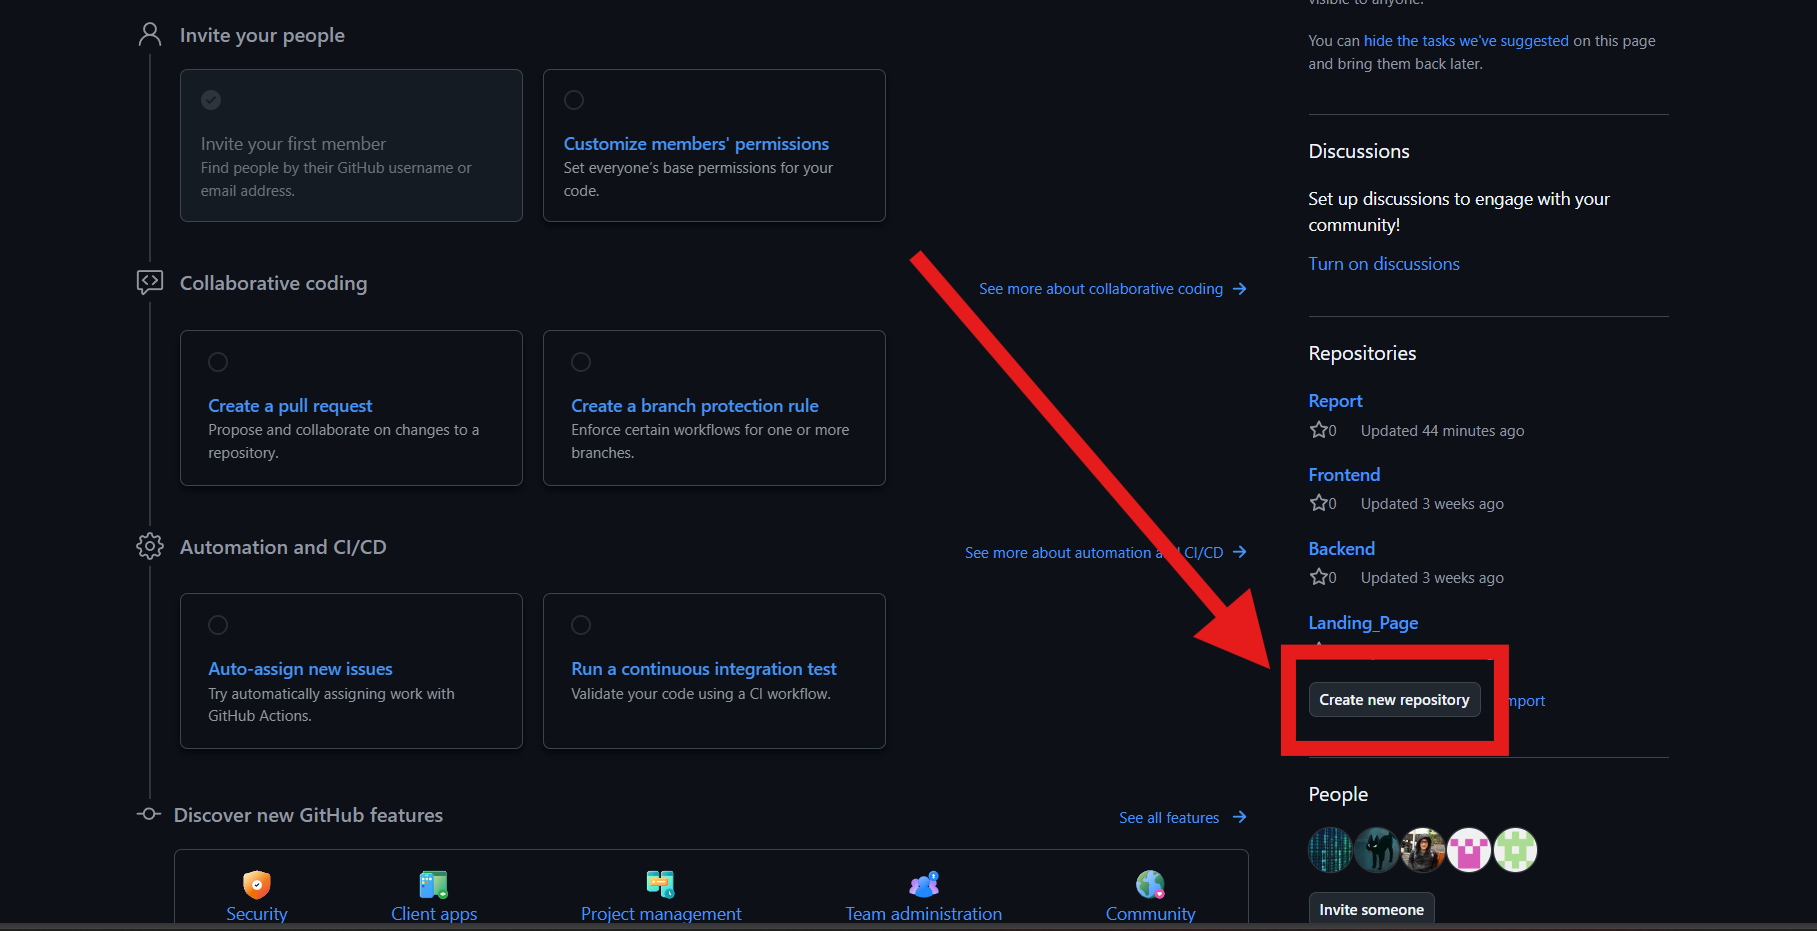 Invite your people
Invite your first member
Find people by their GitHub username or
email address.
Customize members' permissions
Set everyone's base permissions for your
code.
Collaborative coding
See more about collaborative coding
Create a pull request
Propose and collaborate on changes to a
repository.
Create a branch protection rule
Enforce certain workflows for one or more
branches.
Automation and CI/CD
See more about automation CI/CD
Auto-assign new issues
Try automatically assigning work with
GitHub Actions.
Run a continuous integration test
Validate your code using a CI workflow.
Discover new GitHub features
See all features
Security
Client apps
Project management
Team administration
Community
visible to anyone.
You can hide the tasks we've suggested on this page
and bring them back later.
Discussions
Set up discussions to engage with your
community!
Turn on discussions
Repositories
Report
0 Updated 44 minutes ago
Frontend
0 Updated 3 weeks ago
Backend
0 Updated 3 weeks ago
Landing_Page
Create new repository
mport
People
Invite someone